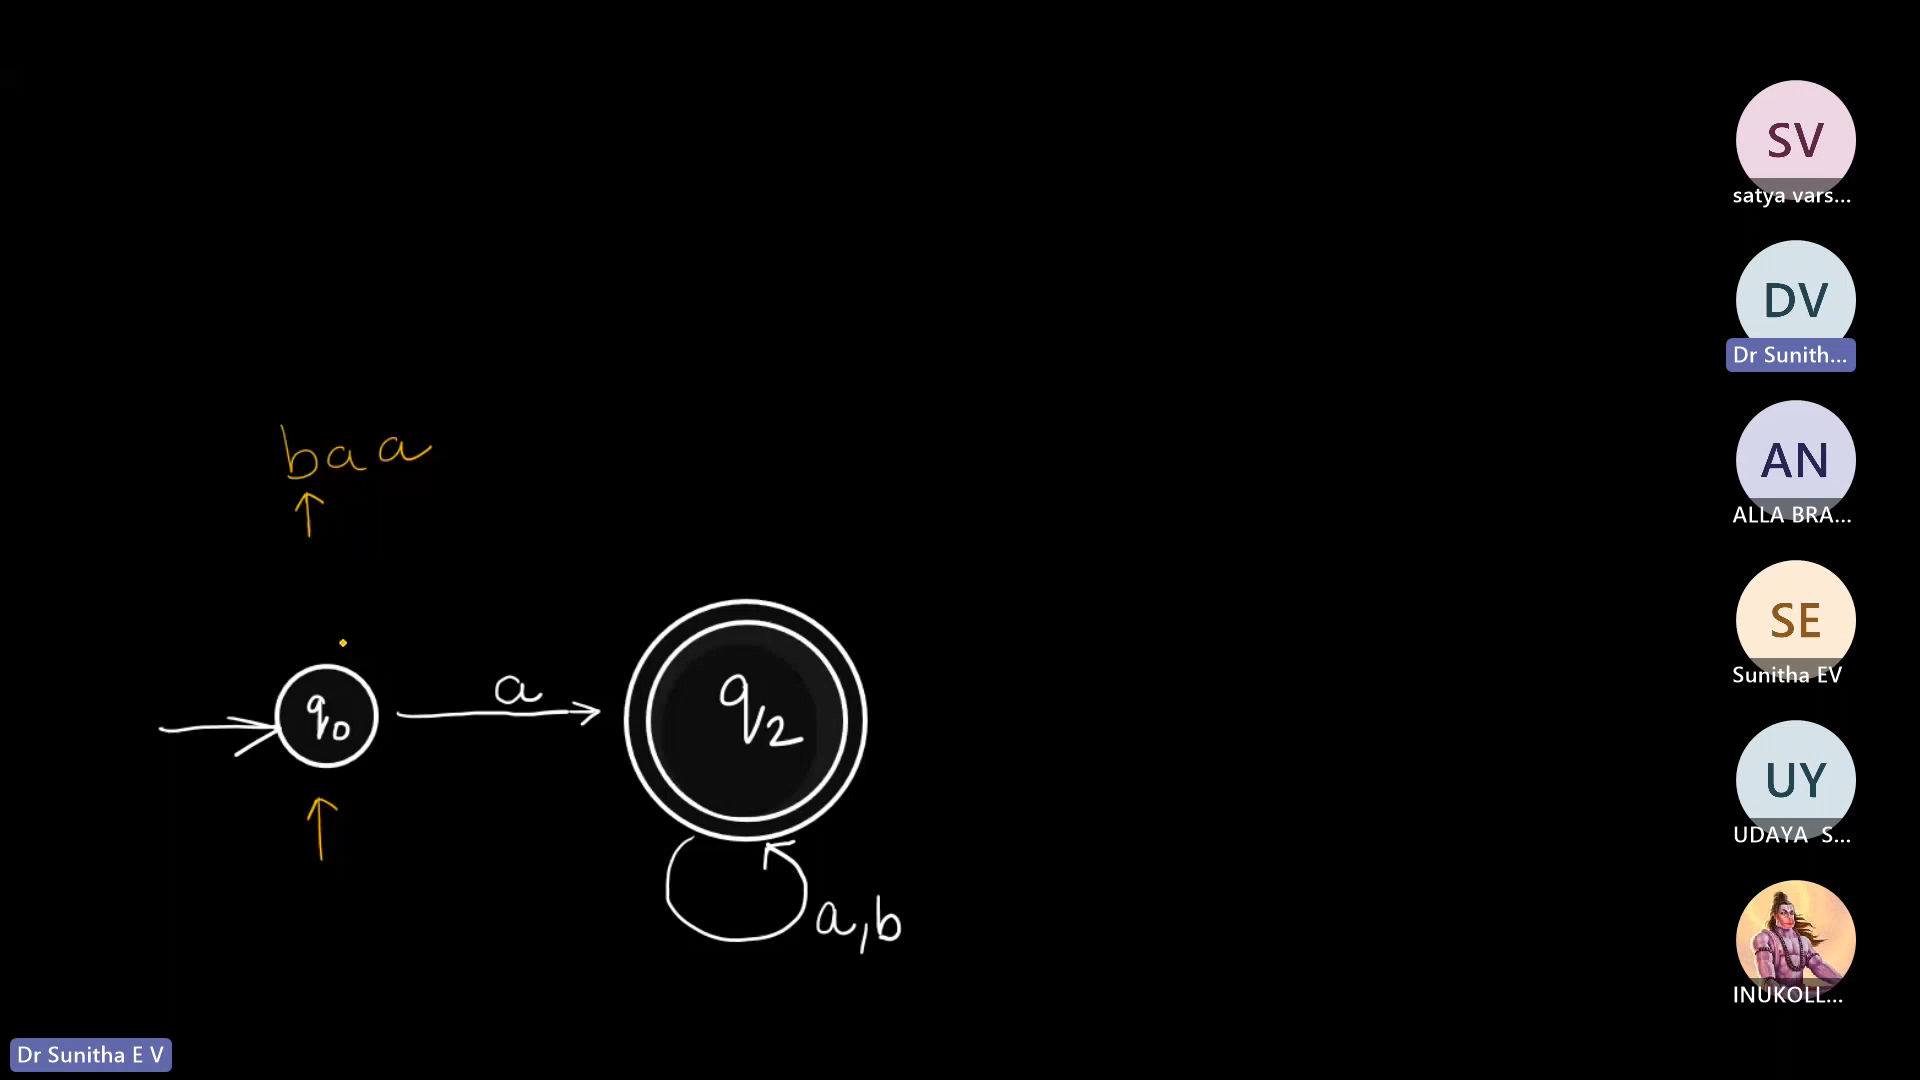 baa
q0
a
q2
a,b
SV
satya vars...
DV
Dr Sunith...
AN
ALLA BRA...
SE
Sunitha EV
UY
UDAYA S...
INUKOLL...
Dr Sunitha E V